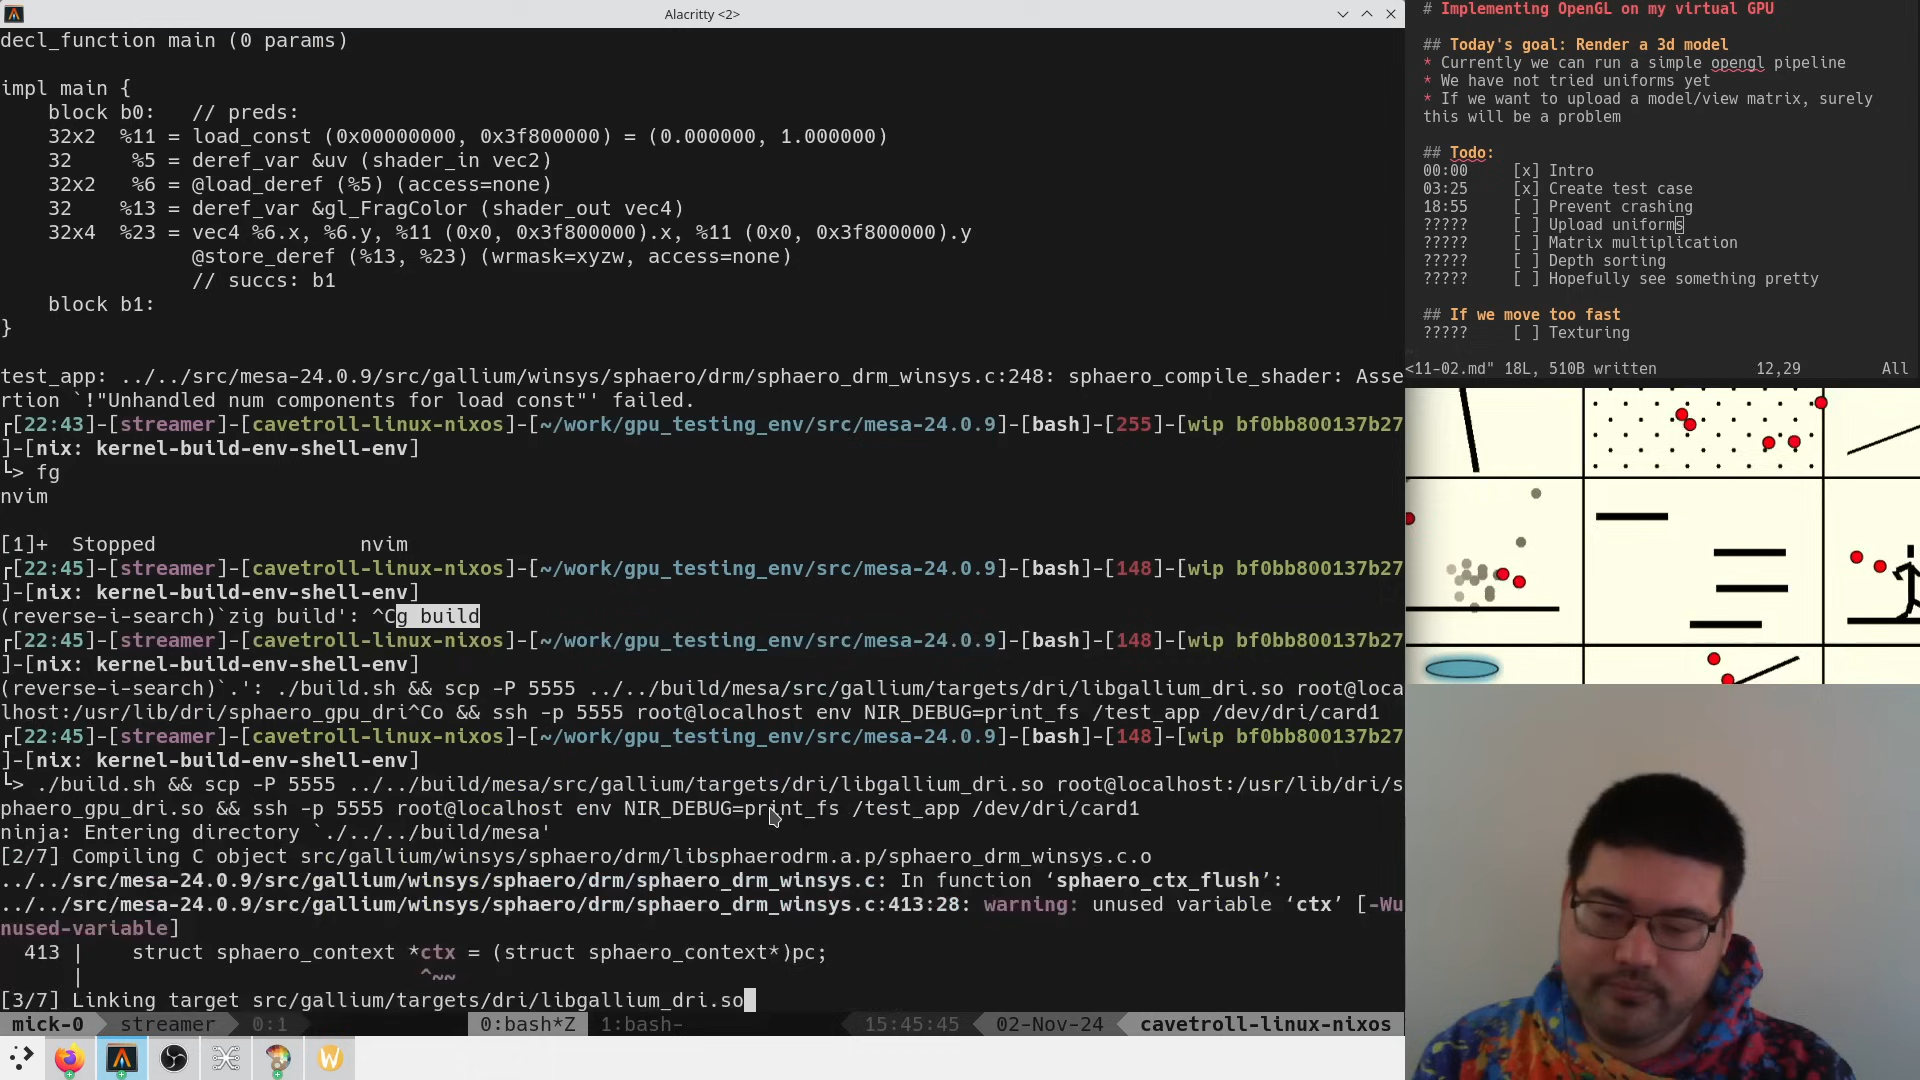 Alacritty <2>
decl_function main (0 params)
impl main {
block b0:   // preds:
32x2  %11 = load_const (0x00000000, 0x3f800000) = (0.000000, 1.000000)
32     %5 = deref_var &uv (shader_in vec2)
32x2   %6 = @load_deref (%5) (access=none)
32    %13 = deref_var &gl_FragColor (shader_out vec4)
32x4  %23 = vec4 %6.x, %6.y, %11 (0x0, 0x3f800000).x, %11 (0x0, 0x3f800000).y
@store_deref (%13, %23) (wrmask=xyzw, access=none)
// succs: b1
block b1:
}
test_app: ../../src/mesa-24.0.9/src/gallium/winsys/sphaero/drm/sphaero_drm_winsys.c:248: sphaero_compile_shader: Asse
rtion `!"Unhandled num components for load const"' failed.
┌[22:43]-[streamer]-[cavetroll-linux-nixos]-[~/work/gpu_testing_env/src/mesa-24.0.9]-[bash]-[255]-[wip bf0bb800137b27
]-[nix: kernel-build-env-shell-env]
└> fg
nvim
[1]+  Stopped                 nvim
┌[22:45]-[streamer]-[cavetroll-linux-nixos]-[~/work/gpu_testing_env/src/mesa-24.0.9]-[bash]-[148]-[wip bf0bb800137b27
]-[nix: kernel-build-env-shell-env]
(reverse-i-search)`zig build': ^Cg build
┌[22:45]-[streamer]-[cavetroll-linux-nixos]-[~/work/gpu_testing_env/src/mesa-24.0.9]-[bash]-[148]-[wip bf0bb800137b27
]-[nix: kernel-build-env-shell-env]
(reverse-i-search)`.': ./build.sh && scp -P 5555 ../../build/mesa/src/gallium/targets/dri/libgallium_dri.so root@loca
lhost:/usr/lib/dri/sphaero_gpu_dri^Co && ssh -p 5555 root@localhost env NIR_DEBUG=print_fs /test_app /dev/dri/card1
┌[22:45]-[streamer]-[cavetroll-linux-nixos]-[~/work/gpu_testing_env/src/mesa-24.0.9]-[bash]-[148]-[wip bf0bb800137b27
]-[nix: kernel-build-env-shell-env]
└> ./build.sh && scp -P 5555 ../../build/mesa/src/gallium/targets/dri/libgallium_dri.so root@localhost:/usr/lib/dri/s
phaero_gpu_dri.so && ssh -p 5555 root@localhost env NIR_DEBUG=print_fs /test_app /dev/dri/card1
ninja: Entering directory `./../../build/mesa'
[2/7] Compiling C object src/gallium/winsys/sphaero/drm/libsphaerodrm.a.p/sphaero_drm_winsys.c.o
../../src/mesa-24.0.9/src/gallium/winsys/sphaero/drm/sphaero_drm_winsys.c: In function ‘sphaero_ctx_flush’:
../../src/mesa-24.0.9/src/gallium/winsys/sphaero/drm/sphaero_drm_winsys.c:413:28: warning: unused variable ‘ctx’ [-Wu
nused-variable]
413 |    struct sphaero_context *ctx = (struct sphaero_context*)pc;
|                            ^~~
[3/7] Linking target src/gallium/targets/dri/libgallium_dri.so
mick-0 streamer 0:1 0:bash*Z 1:bash- 15:45:45 02-Nov-24 cavetroll-linux-nixos
# Implementing OpenGL on my virtual GPU
## Today's goal: Render a 3d model
* Currently we can run a simple opengl pipeline
* We have not tried uniforms yet
* If we want to upload a model/view matrix, surely
this will be a problem
## Todo:
00:00     [x] Intro
03:25     [x] Create test case
18:55     [ ] Prevent crashing
?????     [ ] Upload uniforms
?????     [ ] Matrix multiplication
?????     [ ] Depth sorting
?????     [ ] Hopefully see something pretty
## If we move too fast
?????     [ ] Texturing
<11-02.md" 18L, 510B written 12,29 All